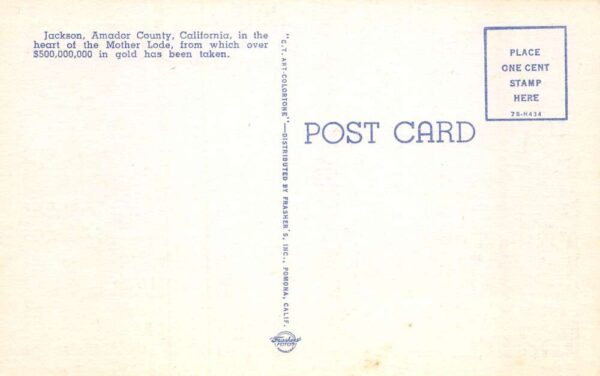 Jackson, Amador County, California, in the
heart of the Mother Lode, from which over
$500,000,000 in gold has been taken.
"C.T. ART-COLORTONE"—DISTRIBUTED BY FRASHER'S, INC., POMONA, CALIF.
Frashers
FOTOS
POST CARD
PLACE
ONE CENT
STAMP
HERE
7B-H434